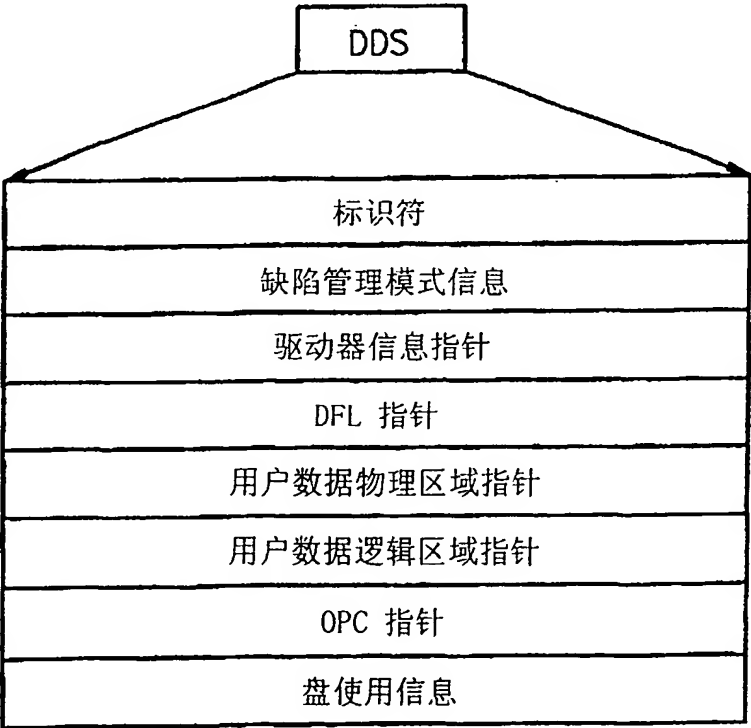 DDS
标识符
缺陷管理模式信息
驱动器信息指针
DFL 指针
用户数据物理区域指针
用户数据逻辑区域指针
OPC 指针
盘使用信息